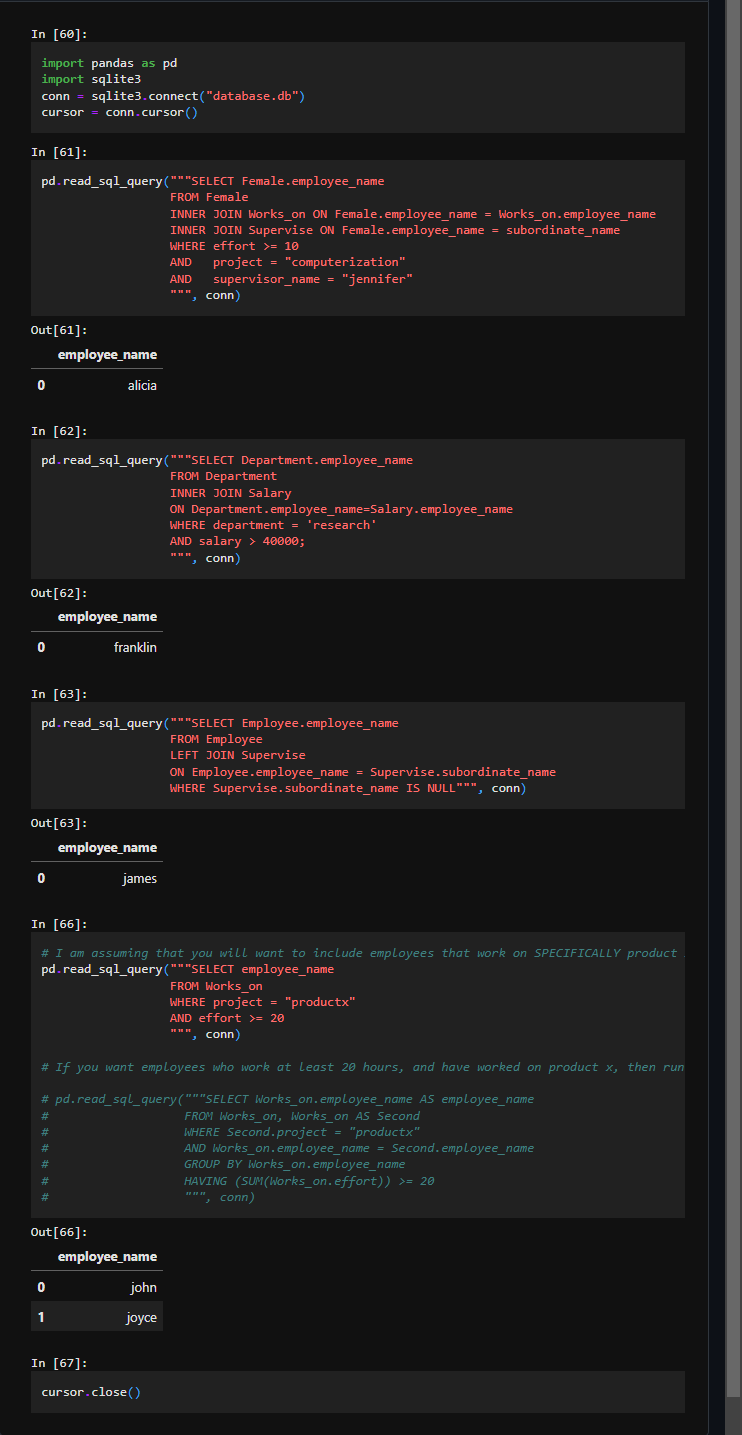 In [60]:
import pandas as pd
import sqlite3
conn = sqlite3.connect("database.db")
cursor = conn.cursor()
In [61]:
pd.read_sql_query("""SELECT Female.employee_name
FROM Female
INNER JOIN Works_on ON Female.employee_name = Works_on.employee_name
INNER JOIN Supervise ON Female.employee_name = subordinate_name
WHERE effort >= 10
AND   project = "computerization"
AND   supervisor_name = "jennifer"
""", conn)
Out[61]:
employee_name
0 alicia
In [62]:
pd.read_sql_query("""SELECT Department.employee_name
FROM Department
INNER JOIN Salary
ON Department.employee_name=Salary.employee_name
WHERE department = 'research'
AND salary > 40000;
""", conn)
Out[62]:
employee_name
0 franklin
In [63]:
pd.read_sql_query("""SELECT Employee.employee_name
FROM Employee
LEFT JOIN Supervise
ON Employee.employee_name = Supervise.subordinate_name
WHERE Supervise.subordinate_name IS NULL""", conn)
Out[63]:
employee_name
0 james
In [66]:
# I am assuming that you will want to include employees that work on SPECIFICALLY product
pd.read_sql_query("""SELECT employee_name
FROM Works_on
WHERE project = "productx"
AND effort >= 20
""", conn)
# If you want employees who work at least 20 hours, and have worked on product x, then run
# pd.read_sql_query("""SELECT Works_on.employee_name AS employee_name
# FROM Works_on, Works_on AS Second
# WHERE Second.project = "productx"
# AND Works_on.employee_name = Second.employee_name
# GROUP BY Works_on.employee_name
# HAVING (SUM(Works_on.effort)) >= 20
# """, conn)
Out[66]:
employee_name
0 john
1 joyce
In [67]:
cursor.close()